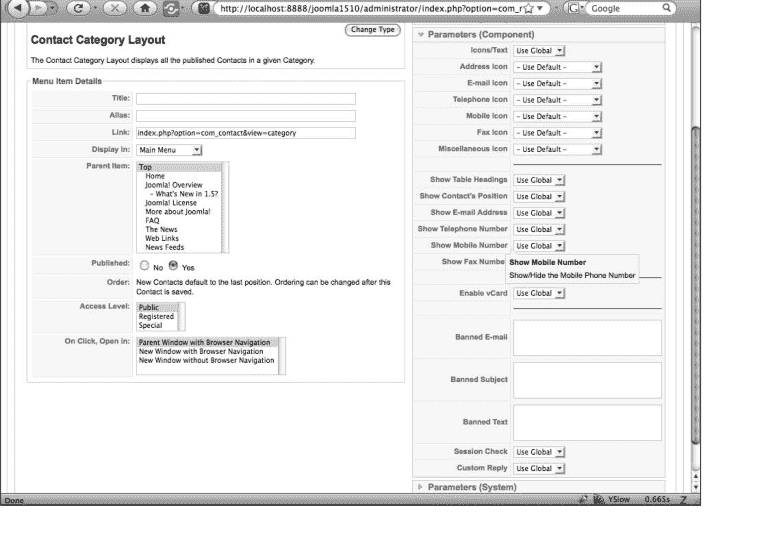 http://localhost:8888/joomla1510/administrator/index.php?option=com_r
Google
Contact Category Layout
Change Type
The Contact Category Layout displays all the published Contacts in a given Category.
Menu Item Details
Title:
Alias:
Link: index.php?option=com_contact&view=category
Display in: Main Menu
Parent Item: Top
Home
Joomla! Overview
- What's New in 1.5?
Joomla! License
More about Joomla!
FAQ
The News
Web Links
News Feeds
Published: No Yes
Order: New Contacts default to the last position. Ordering can be changed after this
Contact is saved.
Access Level: Public
Registered
Special
On Click, Open in: Parent Window with Browser Navigation
New Window with Browser Navigation
New Window without Browser Navigation
Parameters (Component)
Icons/Text Use Global
Address Icon - Use Default -
E-mail Icon - Use Default -
Telephone Icon - Use Default -
Mobile Icon - Use Default -
Fax Icon - Use Default -
Miscellaneous Icon - Use Default -
Show Table Headings Use Global
Show Contact's Position Use Global
Show E-mail Address Use Global
Show Telephone Number Use Global
Show Mobile Number Use Global
Show Fax Numbe
Show Mobile Number
Show/Hide the Mobile Phone Number
Enable vCard Use Global
Banned E-mail
Banned Subject
Banned Text
Session Check Use Global
Custom Reply Use Global
Parameters (System)
Done
YSlow 0.665s